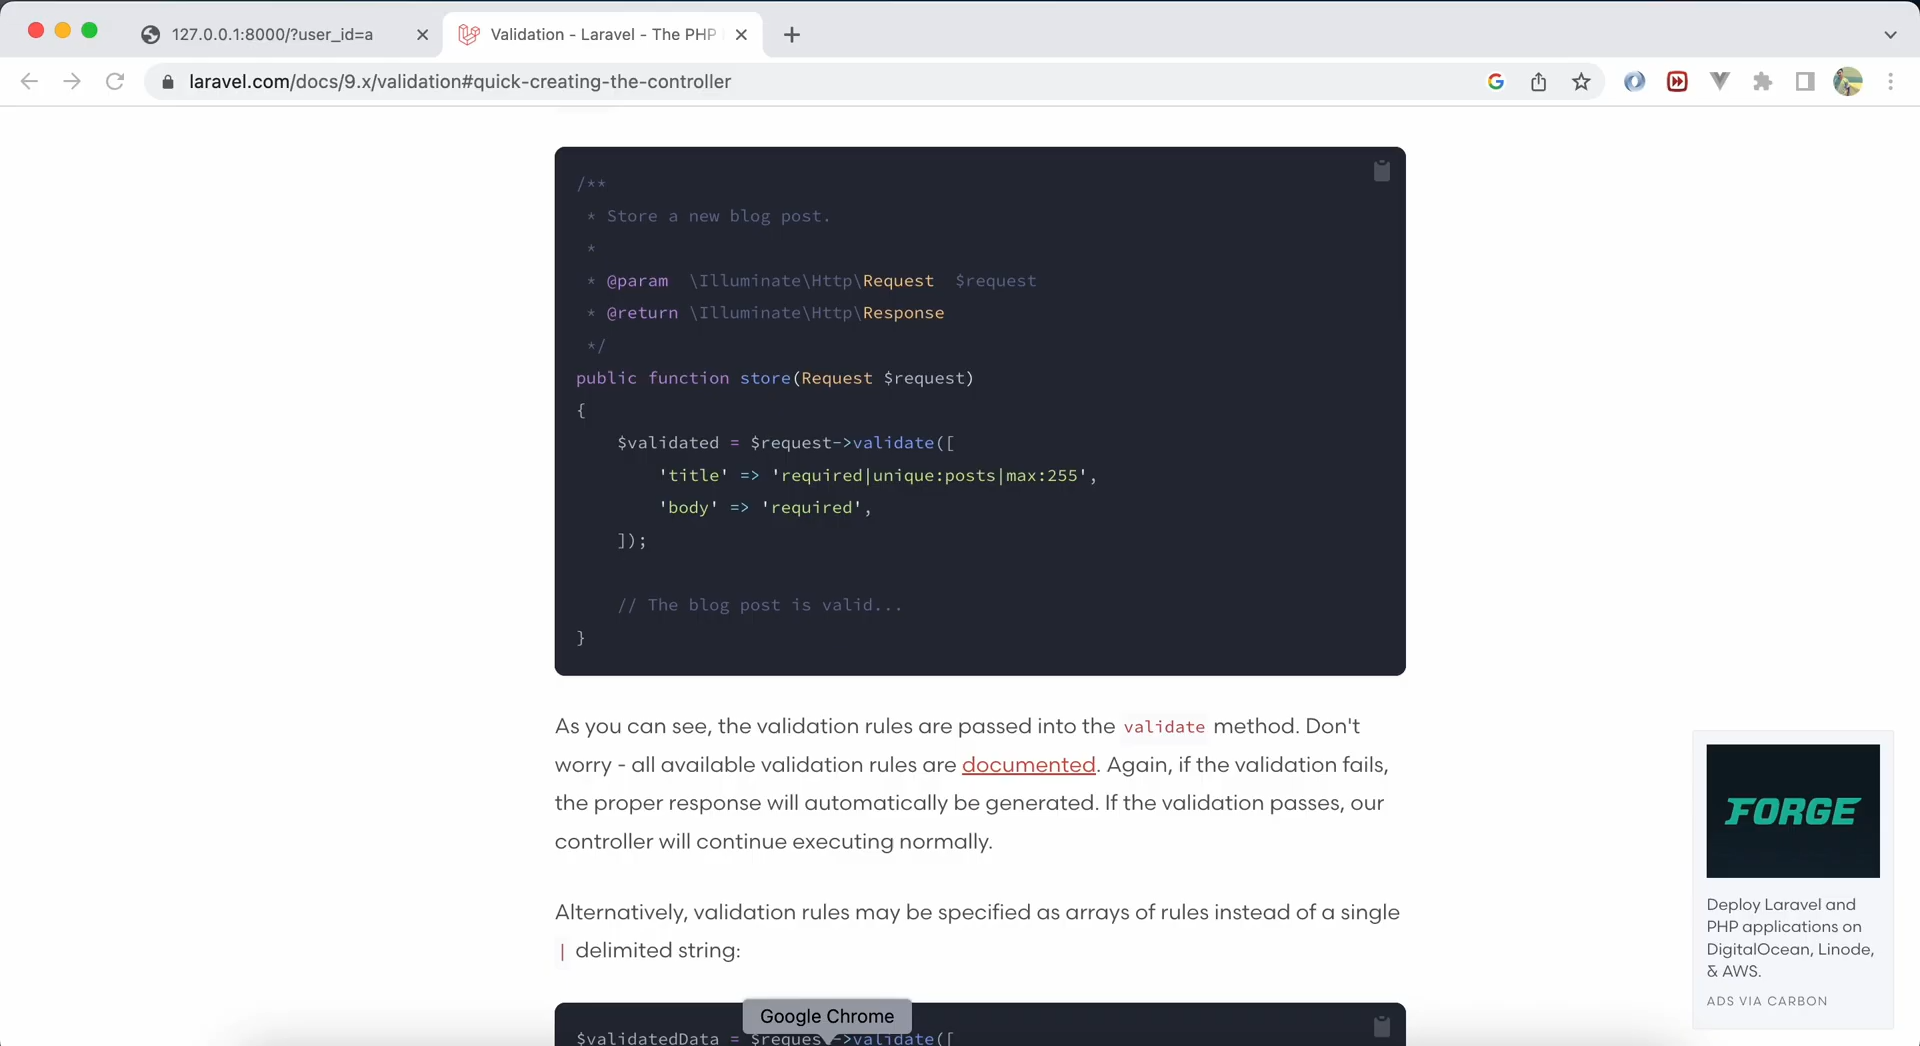 127.0.0.1:8000/?user_id=a
Validation - Laravel - The PHP
laravel.com/docs/9.x/validation#quick-creating-the-controller
/**
* Store a new blog post.
*
* @param  \Illuminate\Http\Request  $request
* @return \Illuminate\Http\Response
*/
public function store(Request $request)
{
$validated = $request->validate([
'title' => 'required|unique:posts|max:255',
'body' => 'required',
]);
// The blog post is valid...
}
As you can see, the validation rules are passed into the validate method. Don't
worry - all available validation rules are documented. Again, if the validation fails,
the proper response will automatically be generated. If the validation passes, our
controller will continue executing normally.
Alternatively, validation rules may be specified as arrays of rules instead of a single
| delimited string:
$validatedData = $request->validate([
Google Chrome
FORGE
Deploy Laravel and
PHP applications on
DigitalOcean, Linode,
& AWS.
ADS VIA CARBON